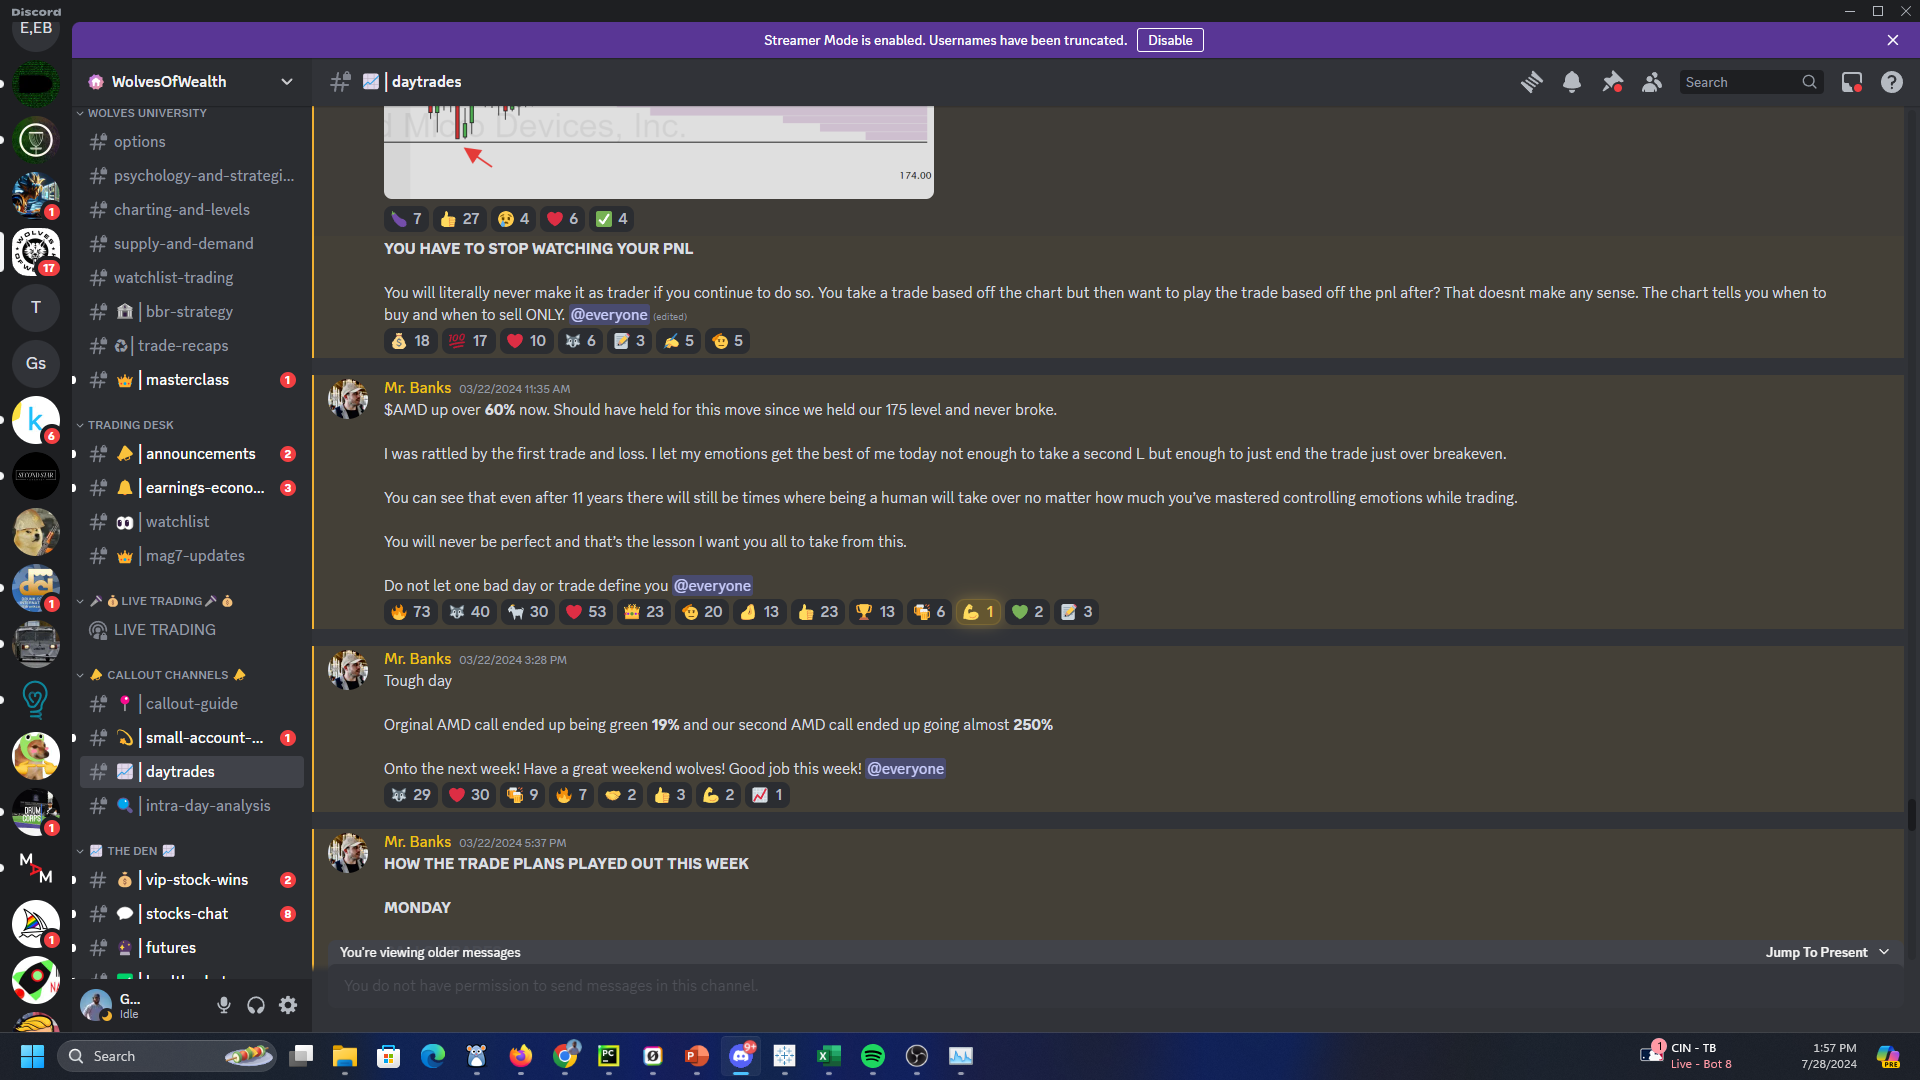 Discord
E,EB
Streamer Mode is enabled. Usernames have been truncated.
Disable
WolvesOfWealth
| daytrades
Search
WOLVES UNIVERSITY
options
psychology-and-strategi...
charting-and-levels
supply-and-demand
watchlist-trading
| bbr-strategy
| trade-recaps
| masterclass
1
TRADING DESK
| announcements
2
| earnings-econo...
3
| watchlist
| mag7-updates
LIVE TRADING
LIVE TRADING
CALLOUT CHANNELS
| callout-guide
| small-account-...
1
| daytrades
| intra-day-analysis
THE DEN
| vip-stock-wins
2
| stocks-chat
8
| futures
1
17
T
Gs
k
6
SECOND STAR
dci
1
DRUM CORPS
1
MAM
1
G...
Idle
d Micro Devices, Inc.
174.00
7 27 4 6 4
YOU HAVE TO STOP WATCHING YOUR PNL
You will literally never make it as trader if you continue to do so. You take a trade based off the chart but then want to play the trade based off the pnl after? That doesnt make any sense. The chart tells you when to
buy and when to sell ONLY. @everyone (edited)
18 17 10 6 3 5 5
Mr. Banks 03/22/2024 11:35 AM
$AMD up over 60% now. Should have held for this move since we held our 175 level and never broke.
I was rattled by the first trade and loss. I let my emotions get the best of me today not enough to take a second L but enough to just end the trade just over breakeven.
You can see that even after 11 years there will still be times where being a human will take over no matter how much you've mastered controlling emotions while trading.
You will never be perfect and that's the lesson I want you all to take from this.
Do not let one bad day or trade define you @everyone
73 40 30 53 23 20 13 23 13 6 1 2 3
Mr. Banks 03/22/2024 3:28 PM
Tough day
Orginal AMD call ended up being green 19% and our second AMD call ended up going almost 250%
Onto the next week! Have a great weekend wolves! Good job this week! @everyone
29 30 9 7 2 3 2 1
Mr. Banks 03/22/2024 5:37 PM
HOW THE TRADE PLANS PLAYED OUT THIS WEEK
MONDAY
You're viewing older messages
Jump To Present
You do not have permission to send messages in this channel.
Search
PC
9+
1
CIN - TB
Live - Bot 8
1:57 PM
7/28/2024
PRE